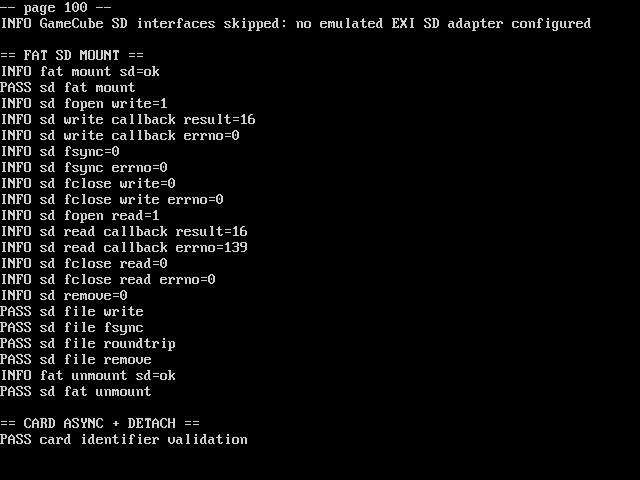 -- page 100 --
INFO GameCube SD interfaces skipped: no emulated EXI SD adapter configured
== FAT SD MOUNT ==
INFO fat mount sd=ok
PASS sd fat mount
INFO sd fopen write=1
INFO sd write callback result=16
INFO sd write callback errno=0
INFO sd fsync=0
INFO sd fsync errno=0
INFO sd fclose write=0
INFO sd fclose write errno=0
INFO sd fopen read=1
INFO sd read callback result=16
INFO sd read callback errno=139
INFO sd fclose read=0
INFO sd fclose read errno=0
INFO sd remove=0
PASS sd file write
PASS sd file fsync
PASS sd file roundtrip
PASS sd file remove
INFO fat unmount sd=ok
PASS sd fat unmount
== CARD ASYNC + DETACH ==
PASS card identifier validation